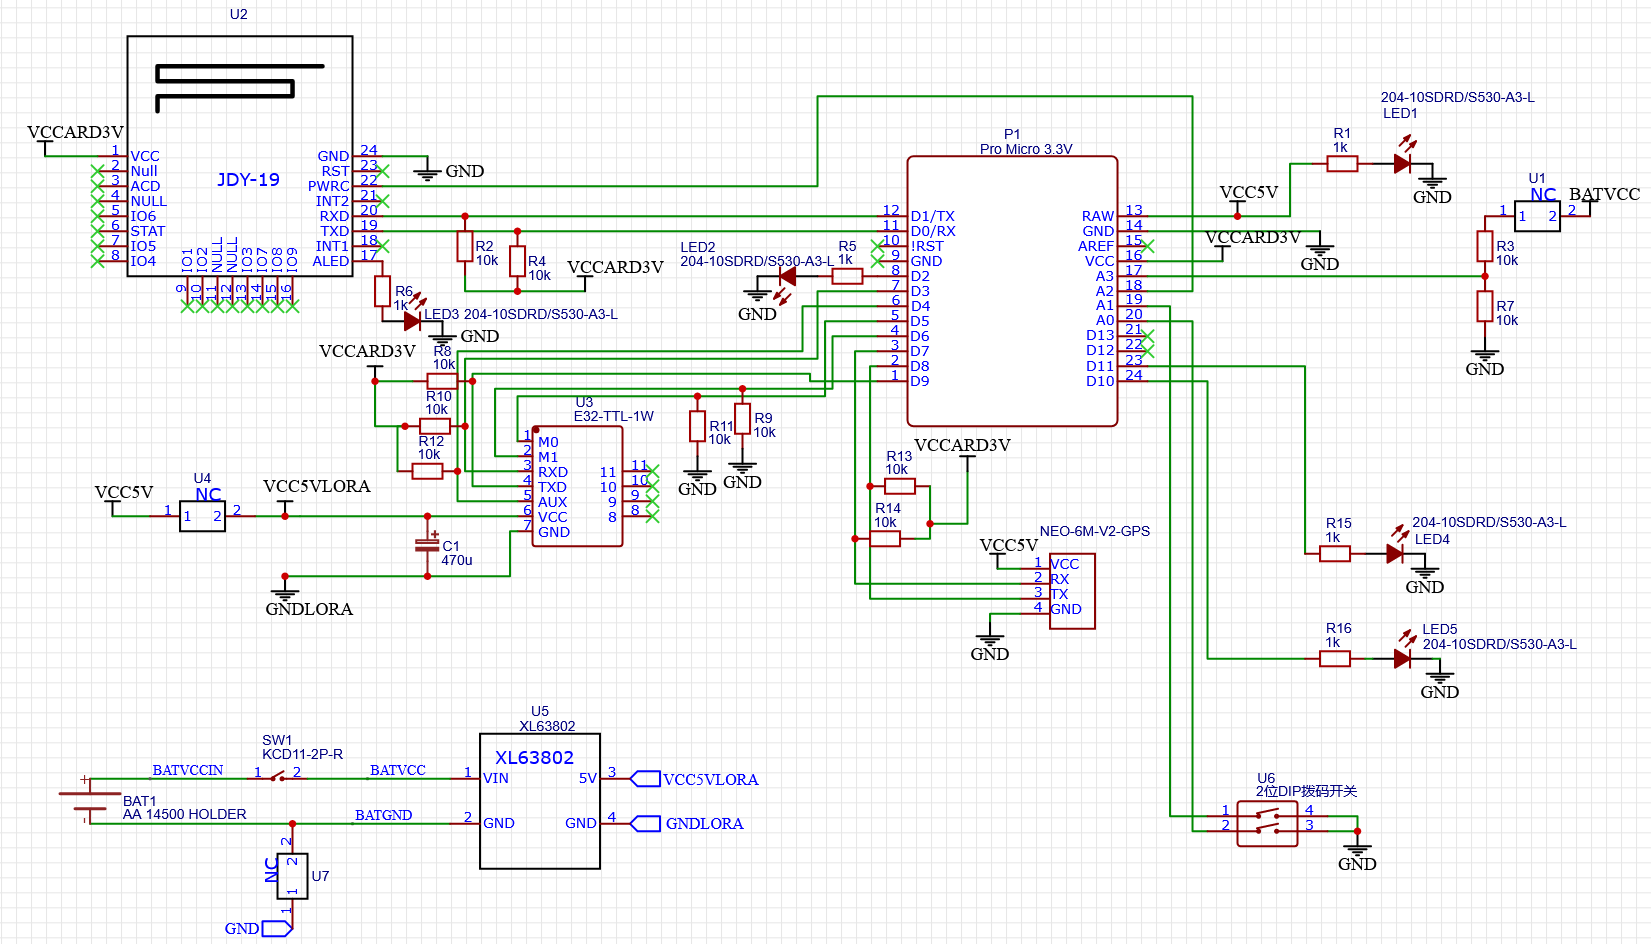 U2
JDY-19
VCCARD3V
1 VCC
2 Null
3 ACD
4 NULL
5 IO6
6 STAT
7 IO5
8 IO4
GND 24
RST 23
PWRC 22
INT2 21
RXD 20
TXD 19
INT1 18
ALED 17
IO1 IO2 NULL NULL IO3 IO7 IO8 IO9
9 10 11 12 13 14 15 16
GND
R6
1k
LED3 204-10SDRD/S530-A3-L
GND
R2
10k
R4
10k
VCCARD3V
VCCARD3V
R8
10k
R10
10k
R12
10k
U3
E32-TTL-1W
1 M0
2 M1
3 RXD
4 TXD
5 AUX
6 VCC
7 GND
11 11
10 10
9 9
8 8
R11
10k
GND
R9
10k
GND
VCC5V
U4
NC
1 1 2 2
VCC5VLORA
+
C1
470u
GNDLORA
LED2
204-10SDRD/S530-A3-L
R5
1k
GND
P1
Pro Micro 3.3V
12 D1/TX
11 D0/RX
10 !RST
9 GND
8 D2
7 D3
6 D4
5 D5
4 D6
3 D7
2 D8
1 D9
RAW 13
GND 14
AREF 15
VCC 16
A3 17
A2 18
A1 19
A0 20
D13 21
D12 22
D11 23
D10 24
VCC5V
VCCARD3V
GND
R1
1k
204-10SDRD/S530-A3-L
LED1
GND
U1
NC
1 1 2 2
BATVCC
R3
10k
R7
10k
GND
VCCARD3V
R13
10k
R14
10k
NEO-6M-V2-GPS
VCC5V
1 VCC
2 RX
3 TX
4 GND
GND
R15
1k
204-10SDRD/S530-A3-L
LED4
GND
R16
1k
LED5
204-10SDRD/S530-A3-L
GND
U6
2位DIP拨码开关
1 4
2 3
GND
+
-
BAT1
AA 14500 HOLDER
BATVCCIN
SW1
KCD11-2P-R
1 2
BATVCC
BATGND
U5
XL63802
XL63802
1 VIN
2 GND
5V 3
GND 4
VCC5VLORA
GNDLORA
2
2
NC
U7
1
1
GND